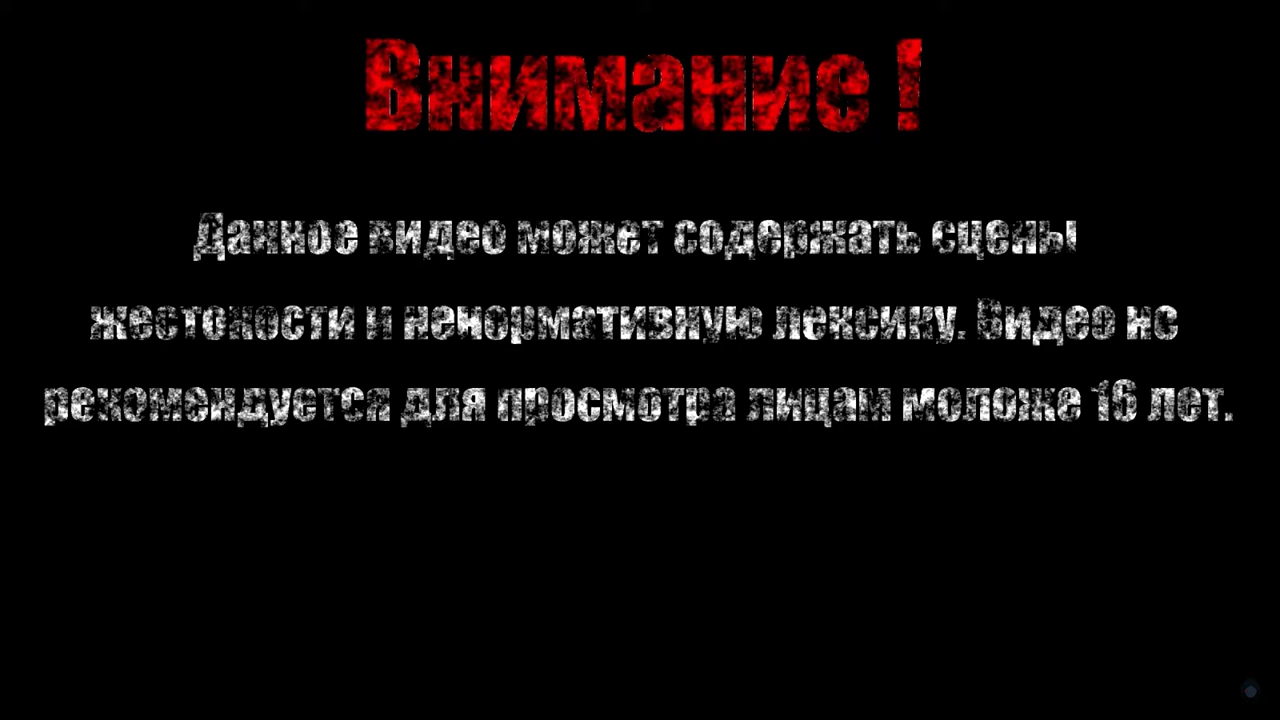 Внимание !
Данное видео может содержать сцены
жестокости и ненормативную лексику. Видео не
рекомендуется для просмотра лицам моложе 16 лет.